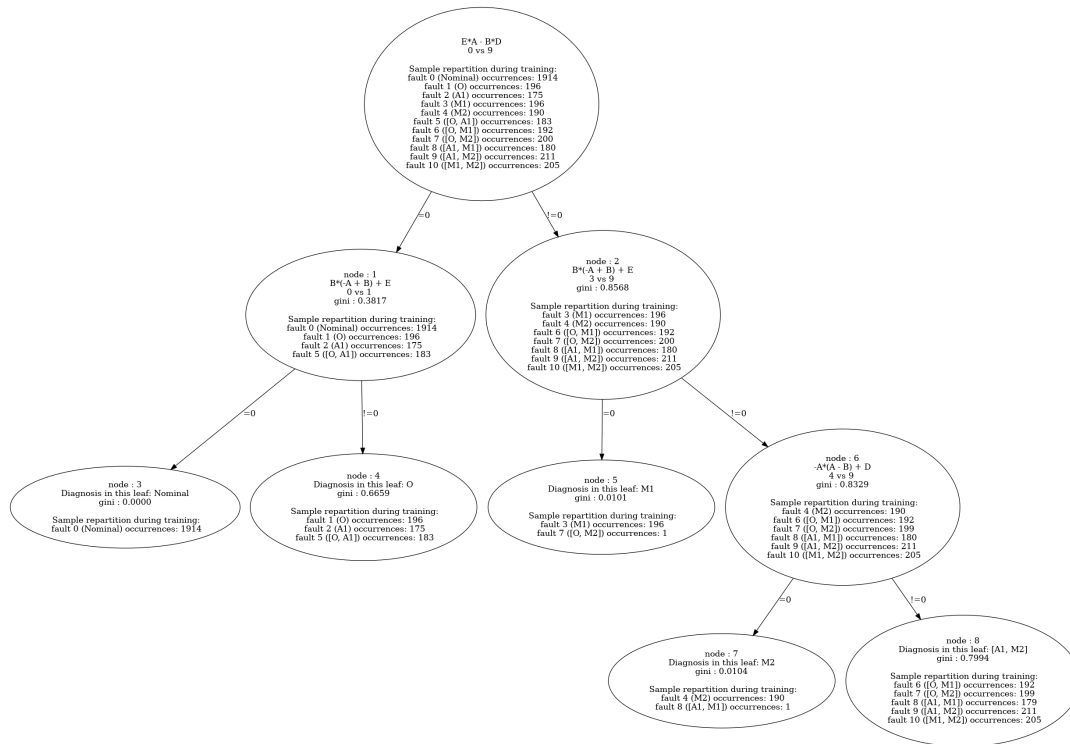 E*A - B*D
0 vs 9
Sample repartition during training:
fault 0 (Nominal) occurrences: 1914
fault 1 (O) occurrences: 196
fault 2 (A1) occurrences: 175
fault 3 (M1) occurrences: 196
fault 4 (M2) occurrences: 190
fault 5 ([O, A1]) occurrences: 183
fault 6 ([O, M1]) occurrences: 192
fault 7 ([O, M2]) occurrences: 200
fault 8 ([A1, M1]) occurrences: 180
fault 9 ([A1, M2]) occurrences: 211
fault 10 ([M1, M2]) occurrences: 205
=0
!=0
node : 1
B*(-A + B) + E
0 vs 1
gini : 0.3817
Sample repartition during training:
fault 0 (Nominal) occurrences: 1914
fault 1 (O) occurrences: 196
fault 2 (A1) occurrences: 175
fault 5 ([O, A1]) occurrences: 183
node : 2
B*(-A + B) + E
3 vs 9
gini : 0.8568
Sample repartition during training:
fault 3 (M1) occurrences: 196
fault 4 (M2) occurrences: 190
fault 6 ([O, M1]) occurrences: 192
fault 7 ([O, M2]) occurrences: 200
fault 8 ([A1, M1]) occurrences: 180
fault 9 ([A1, M2]) occurrences: 211
fault 10 ([M1, M2]) occurrences: 205
=0
!=0
=0
!=0
node : 3
Diagnosis in this leaf: Nominal
gini : 0.0000
Sample repartition during training:
fault 0 (Nominal) occurrences: 1914
node : 4
Diagnosis in this leaf: O
gini : 0.6659
Sample repartition during training:
fault 1 (O) occurrences: 196
fault 2 (A1) occurrences: 175
fault 5 ([O, A1]) occurrences: 183
node : 5
Diagnosis in this leaf: M1
gini : 0.0101
Sample repartition during training:
fault 3 (M1) occurrences: 196
fault 7 ([O, M2]) occurrences: 1
node : 6
-A*(A - B) + D
4 vs 9
gini : 0.8329
Sample repartition during training:
fault 4 (M2) occurrences: 190
fault 6 ([O, M1]) occurrences: 192
fault 7 ([O, M2]) occurrences: 199
fault 8 ([A1, M1]) occurrences: 180
fault 9 ([A1, M2]) occurrences: 211
fault 10 ([M1, M2]) occurrences: 205
=0
!=0
node : 7
Diagnosis in this leaf: M2
gini : 0.0104
Sample repartition during training:
fault 4 (M2) occurrences: 190
fault 8 ([A1, M1]) occurrences: 1
node : 8
Diagnosis in this leaf: [A1, M2]
gini : 0.7994
Sample repartition during training:
fault 6 ([O, M1]) occurrences: 192
fault 7 ([O, M2]) occurrences: 199
fault 8 ([A1, M1]) occurrences: 179
fault 9 ([A1, M2]) occurrences: 211
fault 10 ([M1, M2]) occurrences: 205